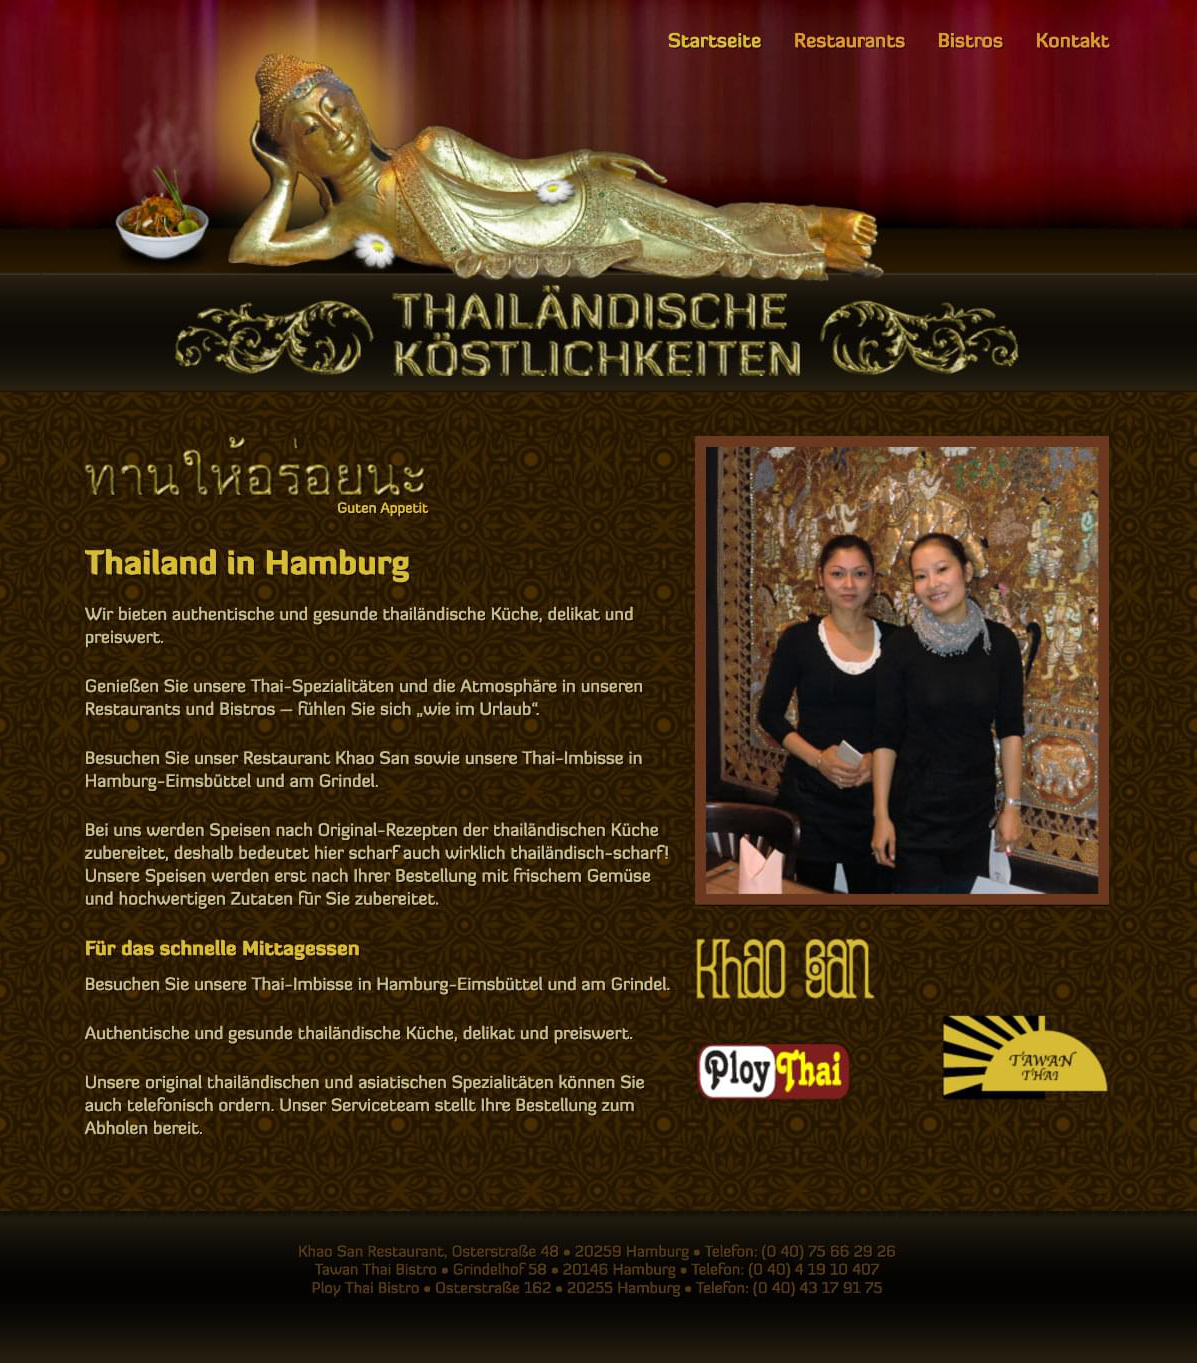 Startseite Restaurants Bistros Kontakt
THAILÄNDISCHE
KÖSTLICHKEITEN
ทานให้อร่อยนะ
Guten Appetit
Thailand in Hamburg
Wir bieten authentische und gesunde thailändische Küche, delikat und
preiswert.
Genießen Sie unsere Thai-Spezialitäten und die Atmosphäre in unseren
Restaurants und Bistros – fühlen Sie sich „wie im Urlaub“.
Besuchen Sie unser Restaurant Khao San sowie unsere Thai-Imbisse in
Hamburg-Eimsbüttel und am Grindel.
Bei uns werden Speisen nach Original-Rezepten der thailändischen Küche
zubereitet, deshalb bedeutet hier scharf auch wirklich thailändisch-scharf!
Unsere Speisen werden erst nach Ihrer Bestellung mit frischem Gemüse
und hochwertigen Zutaten für Sie zubereitet.
Für das schnelle Mittagessen
Besuchen Sie unsere Thai-Imbisse in Hamburg-Eimsbüttel und am Grindel.
Authentische und gesunde thailändische Küche, delikat und preiswert.
Unsere original thailändischen und asiatischen Spezialitäten können Sie
auch telefonisch ordern. Unser Serviceteam stellt Ihre Bestellung zum
Abholen bereit.
Khao San
Ploy Thai
TAWAN
THAI
Khao San Restaurant, Osterstraße 48 • 20259 Hamburg • Telefon: (0 40) 75 66 29 26
Tawan Thai Bistro • Grindelhof 58 • 20146 Hamburg • Telefon: (0 40) 4 19 10 407
Ploy Thai Bistro • Osterstraße 162 • 20255 Hamburg • Telefon: (0 40) 43 17 91 75